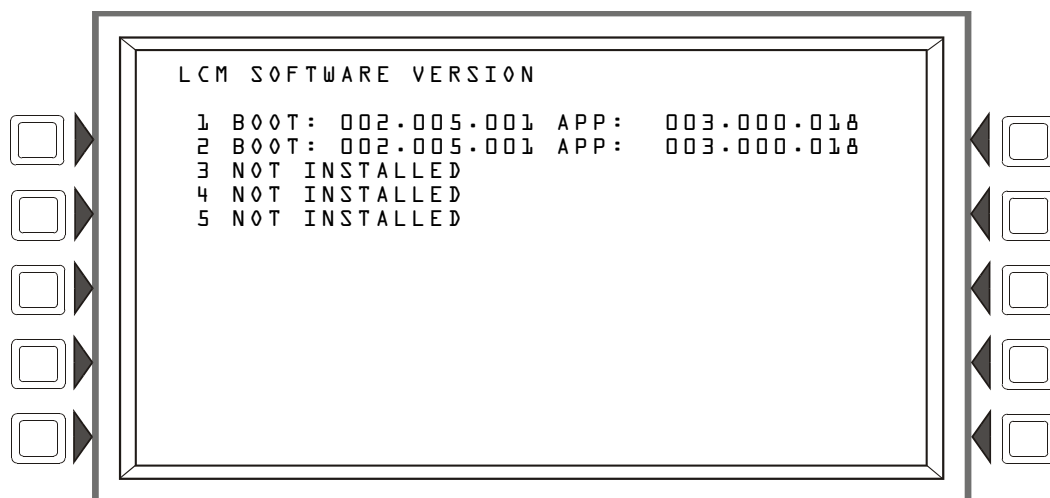 LCM SOFTWARE VERSION
1 BOOT: 002.005.001 APP: 003.000.018
2 BOOT: 002.005.001 APP: 003.000.018
3 NOT INSTALLED
4 NOT INSTALLED
5 NOT INSTALLED